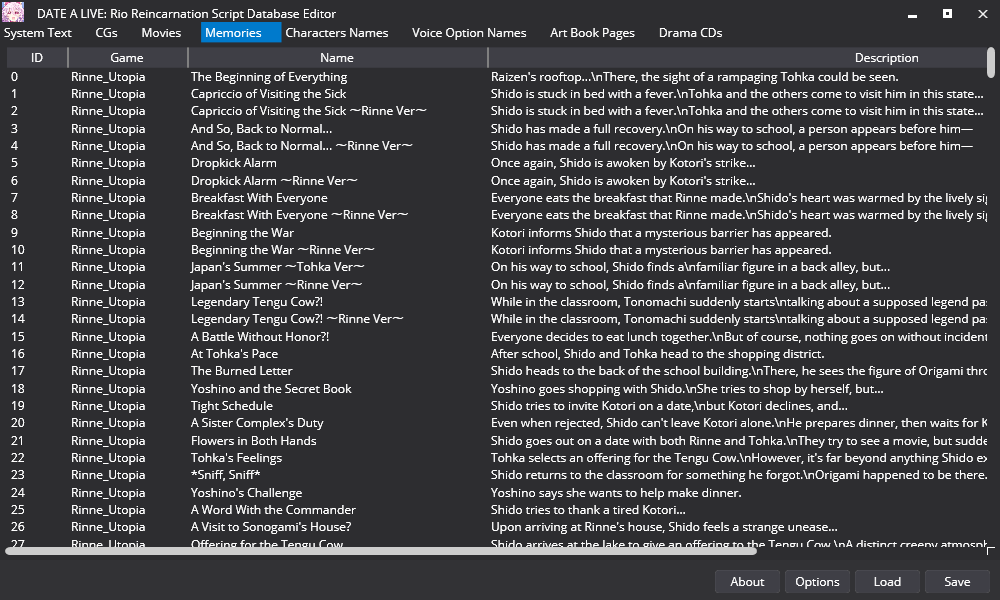 DATE A LIVE: Rio Reincarnation Script Database Editor
System Text CGs Movies Memories Characters Names Voice Option Names Art Book Pages Drama CDs
ID Game Name Description
0 Rinne_Utopia The Beginning of Everything Raizen's rooftop...\nThere, the sight of a rampaging Tohka could be seen.
1 Rinne_Utopia Capriccio of Visiting the Sick Shido is stuck in bed with a fever.\nTohka and the others come to visit him in this state...
2 Rinne_Utopia Capriccio of Visiting the Sick ～Rinne Ver～ Shido is stuck in bed with a fever.\nTohka and the others come to visit him in this state...
3 Rinne_Utopia And So, Back to Normal... Shido has made a full recovery.\nOn his way to school, a person appears before him—
4 Rinne_Utopia And So, Back to Normal... ～Rinne Ver～ Shido has made a full recovery.\nOn his way to school, a person appears before him—
5 Rinne_Utopia Dropkick Alarm Once again, Shido is awoken by Kotori's strike...
6 Rinne_Utopia Dropkick Alarm ～Rinne Ver～ Once again, Shido is awoken by Kotori's strike...
7 Rinne_Utopia Breakfast With Everyone Everyone eats the breakfast that Rinne made.\nShido's heart was warmed by the lively sig
8 Rinne_Utopia Breakfast With Everyone ～Rinne Ver～ Everyone eats the breakfast that Rinne made.\nShido's heart was warmed by the lively sig
9 Rinne_Utopia Beginning the War Kotori informs Shido that a mysterious barrier has appeared.
10 Rinne_Utopia Beginning the War ～Rinne Ver～ Kotori informs Shido that a mysterious barrier has appeared.
11 Rinne_Utopia Japan's Summer ～Tohka Ver～ On his way to school, Shido finds a\nfamiliar figure in a back alley, but...
12 Rinne_Utopia Japan's Summer ～Rinne Ver～ On his way to school, Shido finds a\nfamiliar figure in a back alley, but...
13 Rinne_Utopia Legendary Tengu Cow?! While in the classroom, Tonomachi suddenly starts\ntalking about a supposed legend pa
14 Rinne_Utopia Legendary Tengu Cow?! ～Rinne Ver～ While in the classroom, Tonomachi suddenly starts\ntalking about a supposed legend pa
15 Rinne_Utopia A Battle Without Honor?! Everyone decides to eat lunch together.\nBut of course, nothing goes on without incident
16 Rinne_Utopia At Tohka's Pace After school, Shido and Tohka head to the shopping district.
17 Rinne_Utopia The Burned Letter Shido heads to the back of the school building.\nThere, he sees the figure of Origami thro
18 Rinne_Utopia Yoshino and the Secret Book Yoshino goes shopping with Shido.\nShe tries to shop by herself, but...
19 Rinne_Utopia Tight Schedule Shido tries to invite Kotori on a date,\nbut Kotori declines, and...
20 Rinne_Utopia A Sister Complex's Duty Even when rejected, Shido can't leave Kotori alone.\nHe prepares dinner, then waits for K
21 Rinne_Utopia Flowers in Both Hands Shido goes out on a date with both Rinne and Tohka.\nThey try to see a movie, but sudde
22 Rinne_Utopia Tohka's Feelings Tohka selects an offering for the Tengu Cow.\nHowever, it's far beyond anything Shido ex
23 Rinne_Utopia *Sniff, Sniff* Shido returns to the classroom for something he forgot.\nOrigami happened to be there.
24 Rinne_Utopia Yoshino's Challenge Yoshino says she wants to help make dinner.
25 Rinne_Utopia A Word With the Commander Shido tries to thank a tired Kotori...
26 Rinne_Utopia A Visit to Sonogami's House? Upon arriving at Rinne's house, Shido feels a strange unease...
27 Rinne_Utopia Offering for the Tengu Cow Shido arrives at the lake to give an offering to the Tengu Cow.\nA distinct creepy atmosph
About Options Load Save